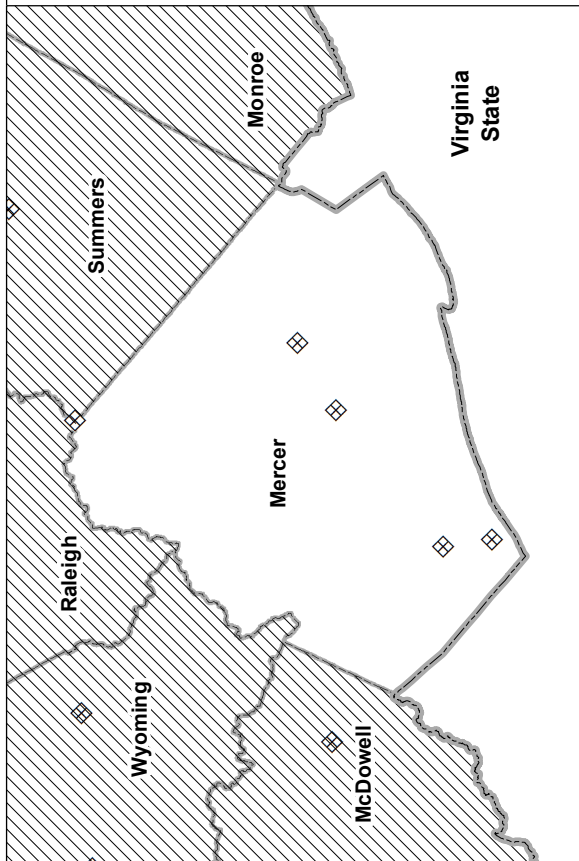 Monroe
Summers
Virginia
State
Mercer
Raleigh
Wyoming
McDowell